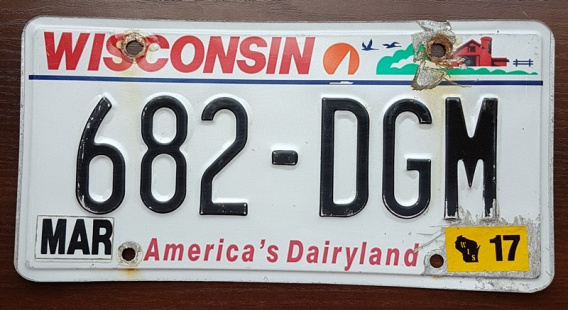 WISCONSIN
682-DGM
MAR
America's Dairyland
WIS
17